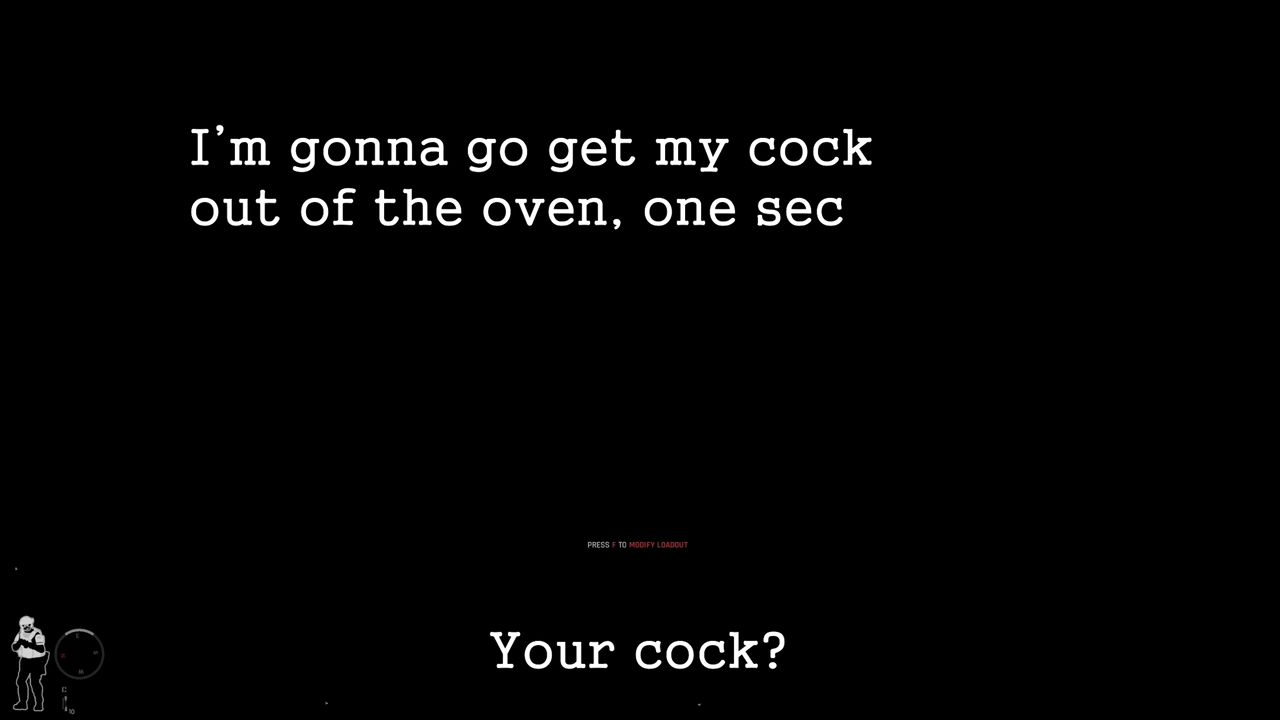 I'm gonna go get my cock
out of the oven, one sec
PRESS F TO MODIFY LOADOUT
Your cock?